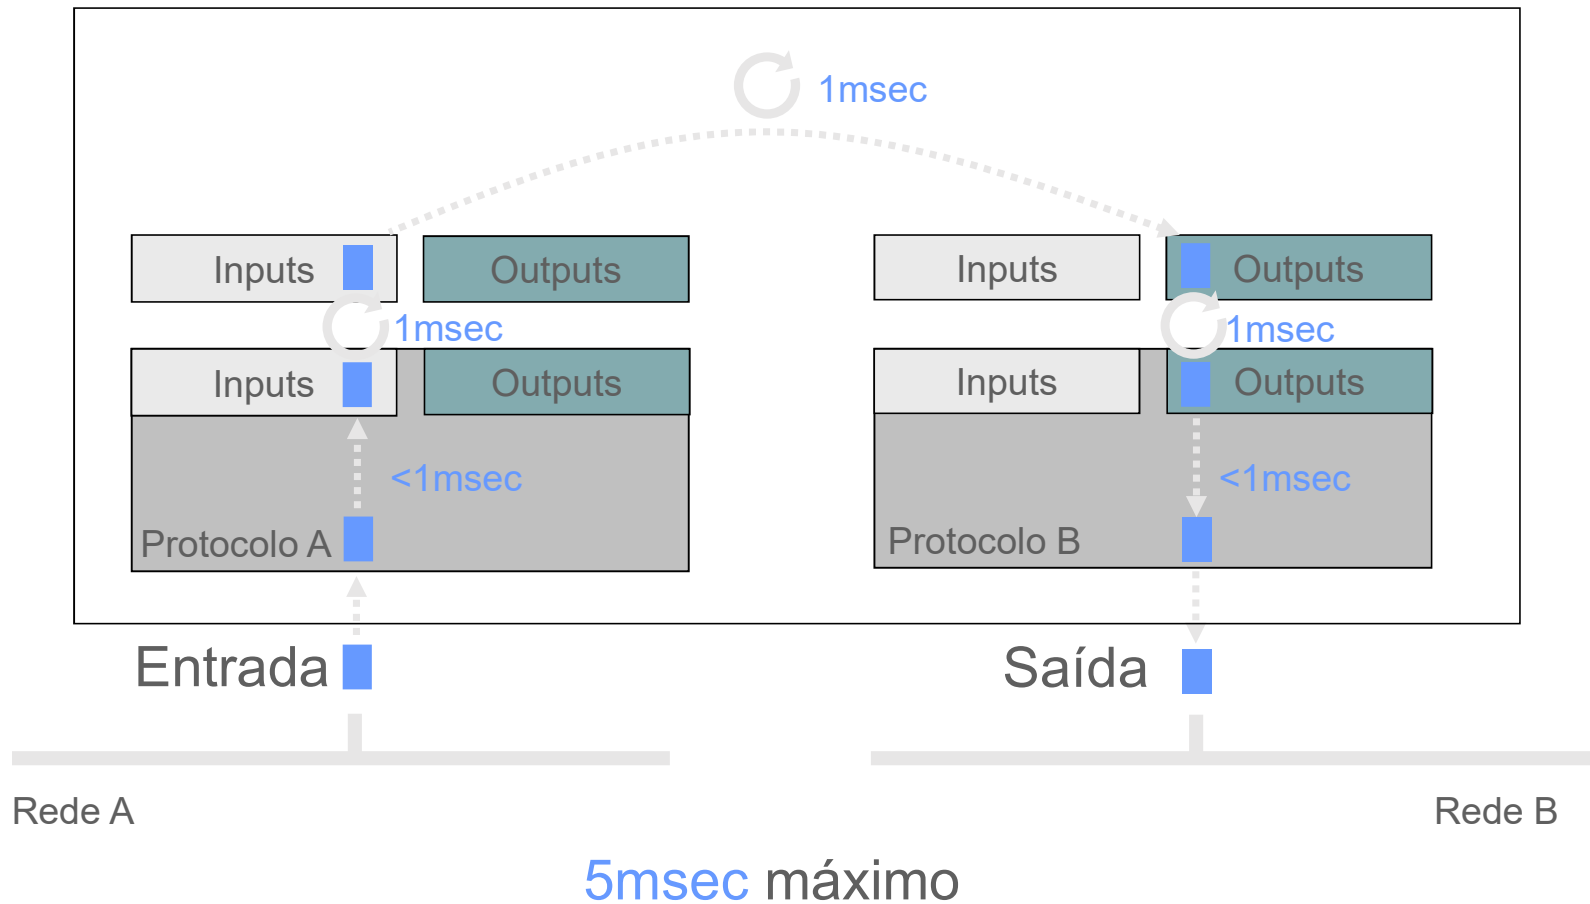 1msec
Inputs
Outputs
Inputs
Outputs
1msec
1msec
Inputs
Outputs
Inputs
Outputs
<1msec
<1msec
Protocolo A
Protocolo B
Entrada
Saída
Rede A
Rede B
5msec máximo